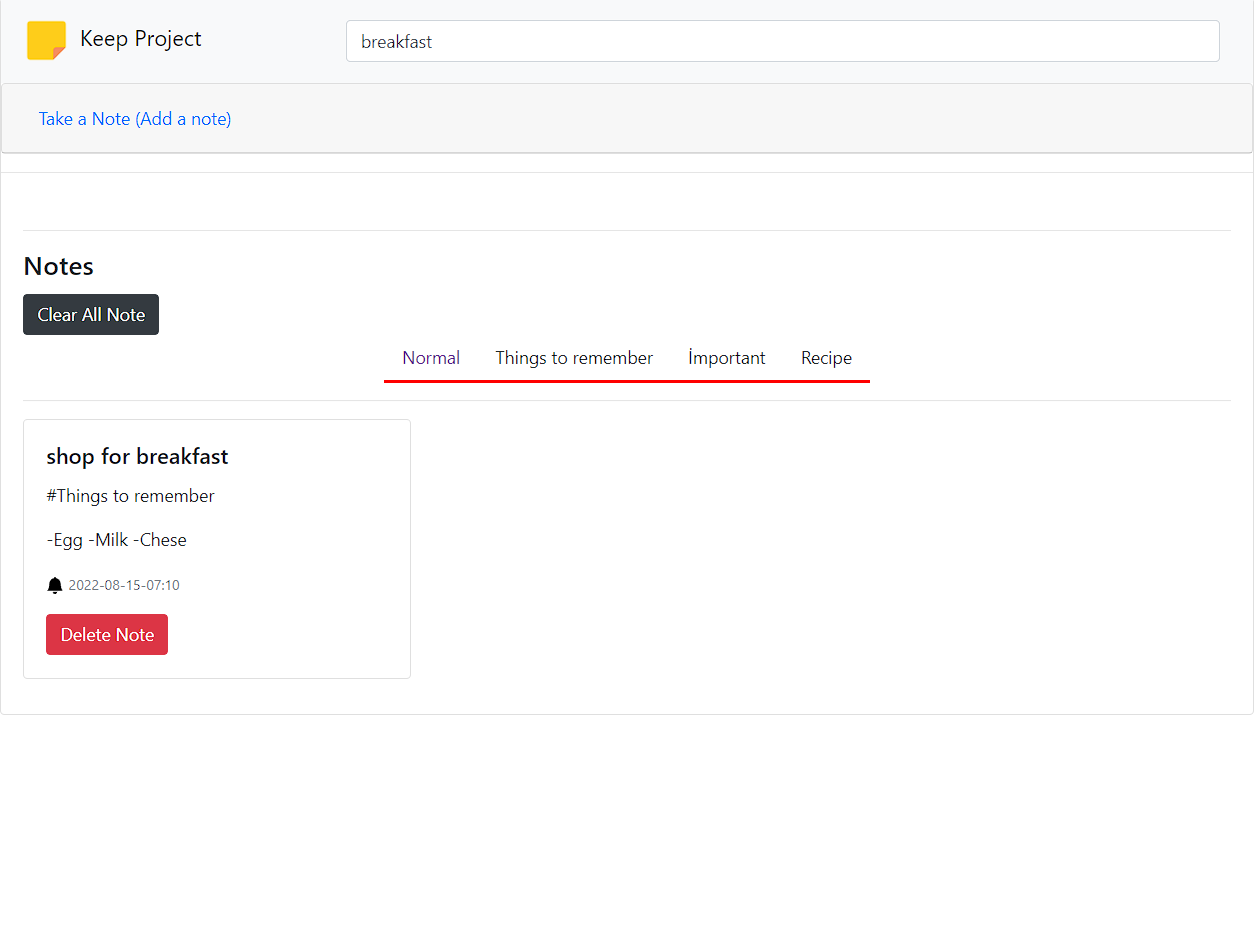 Keep Project
breakfast
Take a Note (Add a note)
Notes
Clear All Note
Normal Things to remember İmportant Recipe
shop for breakfast
#Things to remember
-Egg -Milk -Chese
2022-08-15-07:10
Delete Note